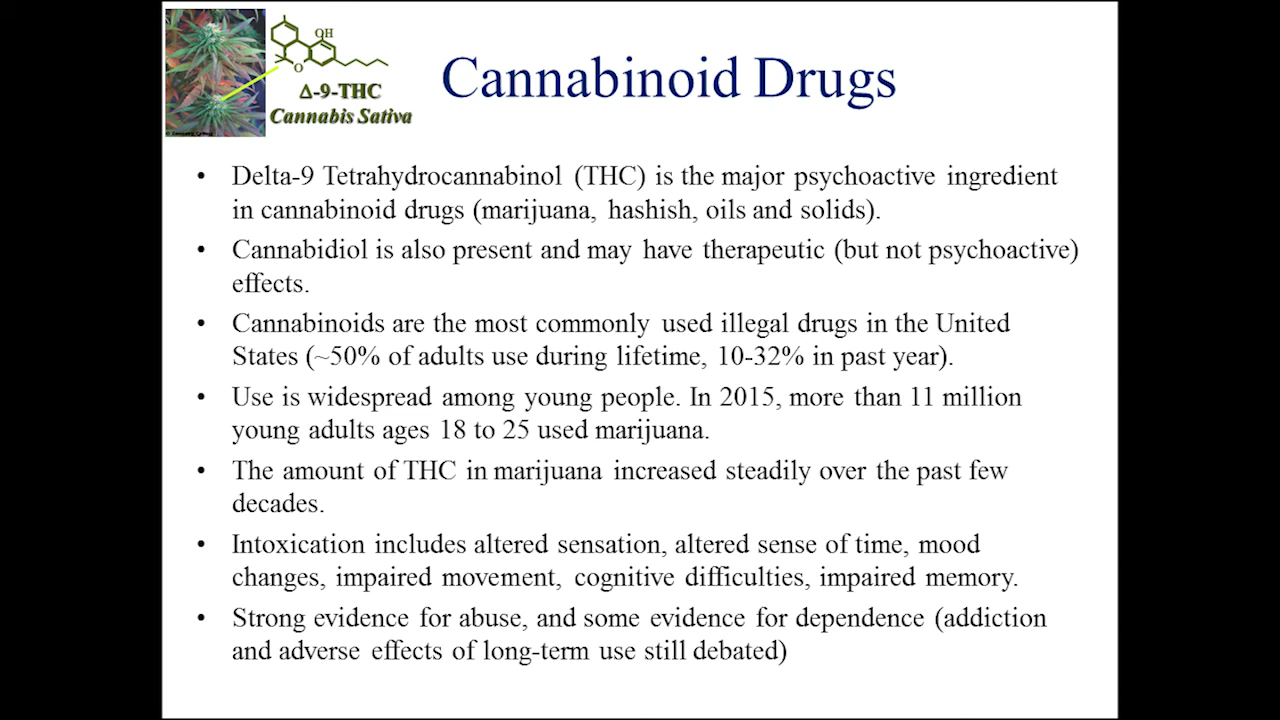 OH
O
Δ-9-THC
Cannabis Sativa
Cannabinoid Drugs
• Delta-9 Tetrahydrocannabinol (THC) is the major psychoactive ingredient
in cannabinoid drugs (marijuana, hashish, oils and solids).
• Cannabidiol is also present and may have therapeutic (but not psychoactive)
effects.
• Cannabinoids are the most commonly used illegal drugs in the United
States (~50% of adults use during lifetime, 10-32% in past year).
• Use is widespread among young people. In 2015, more than 11 million
young adults ages 18 to 25 used marijuana.
• The amount of THC in marijuana increased steadily over the past few
decades.
• Intoxication includes altered sensation, altered sense of time, mood
changes, impaired movement, cognitive difficulties, impaired memory.
• Strong evidence for abuse, and some evidence for dependence (addiction
and adverse effects of long-term use still debated)